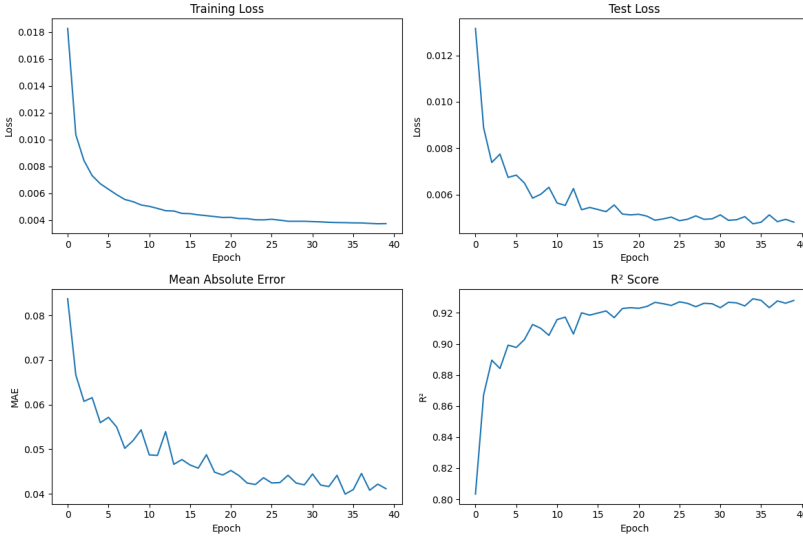 Training Loss
Loss
0.018
0.016
0.014
0.012
0.010
0.008
0.006
0.004
0 5 10 15 20 25 30 35 40
Epoch
Test Loss
Loss
0.012
0.010
0.008
0.006
0 5 10 15 20 25 30 35 40
Epoch
Mean Absolute Error
MAE
0.08
0.07
0.06
0.05
0.04
0 5 10 15 20 25 30 35 40
Epoch
R² Score
R²
0.92
0.90
0.88
0.86
0.84
0.82
0.80
0 5 10 15 20 25 30 35 40
Epoch